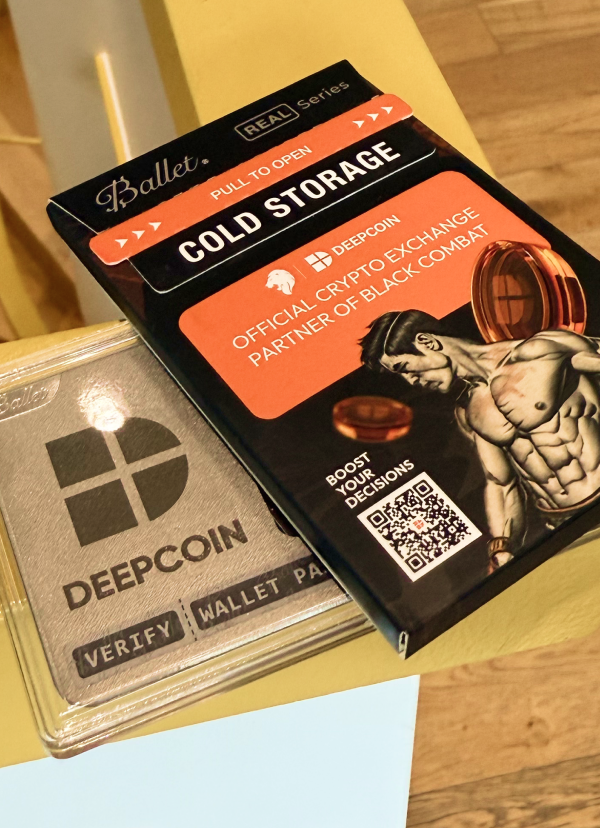 Ballet
REAL Series
PULL TO OPEN
COLD STORAGE
DEEPCOIN
OFFICIAL CRYPTO EXCHANGE
PARTNER OF BLACK COMBAT
BOOST
YOUR
DECISIONS
Ballet
DEEPCOIN
VERIFY
WALLET PA